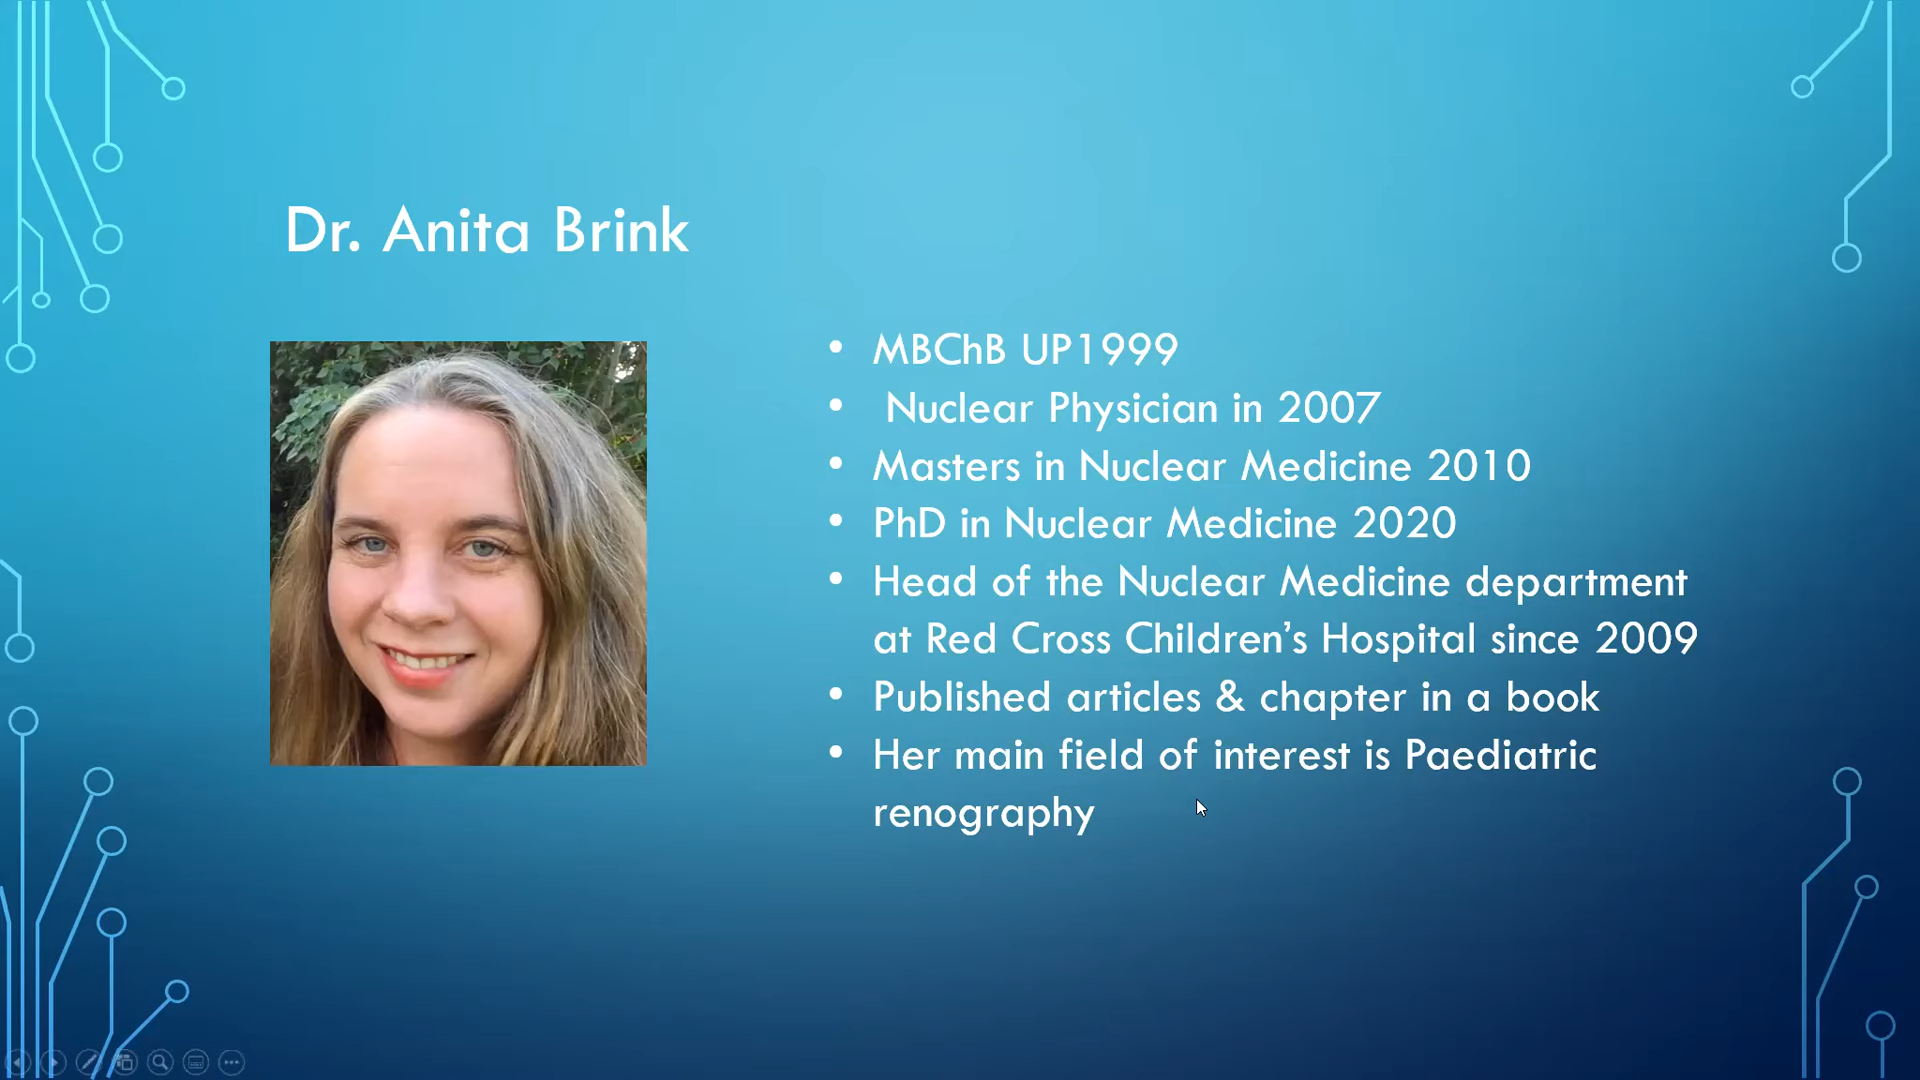 Dr. Anita Brink
• MBChB UP1999
• Nuclear Physician in 2007
• Masters in Nuclear Medicine 2010
• PhD in Nuclear Medicine 2020
• Head of the Nuclear Medicine department
at Red Cross Children’s Hospital since 2009
• Published articles & chapter in a book
• Her main field of interest is Paediatric
renography